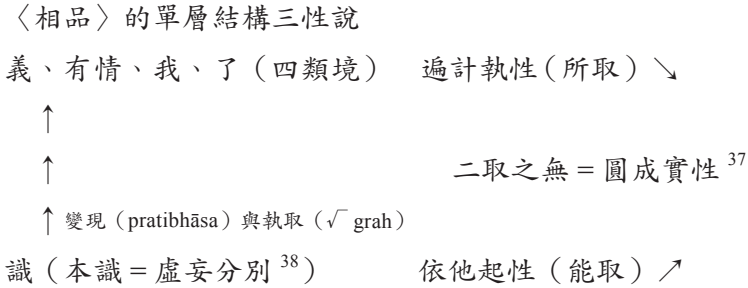 〈相品〉的單層結構三性說
義、有情、我、了（四類境） 遍計執性（所取）↘
↑
↑ 二取之無＝圓成實性 37
↑ 變現（pratibhāsa）與執取（√ grah）
識（本識＝虛妄分別 38） 依他起性（能取）↗